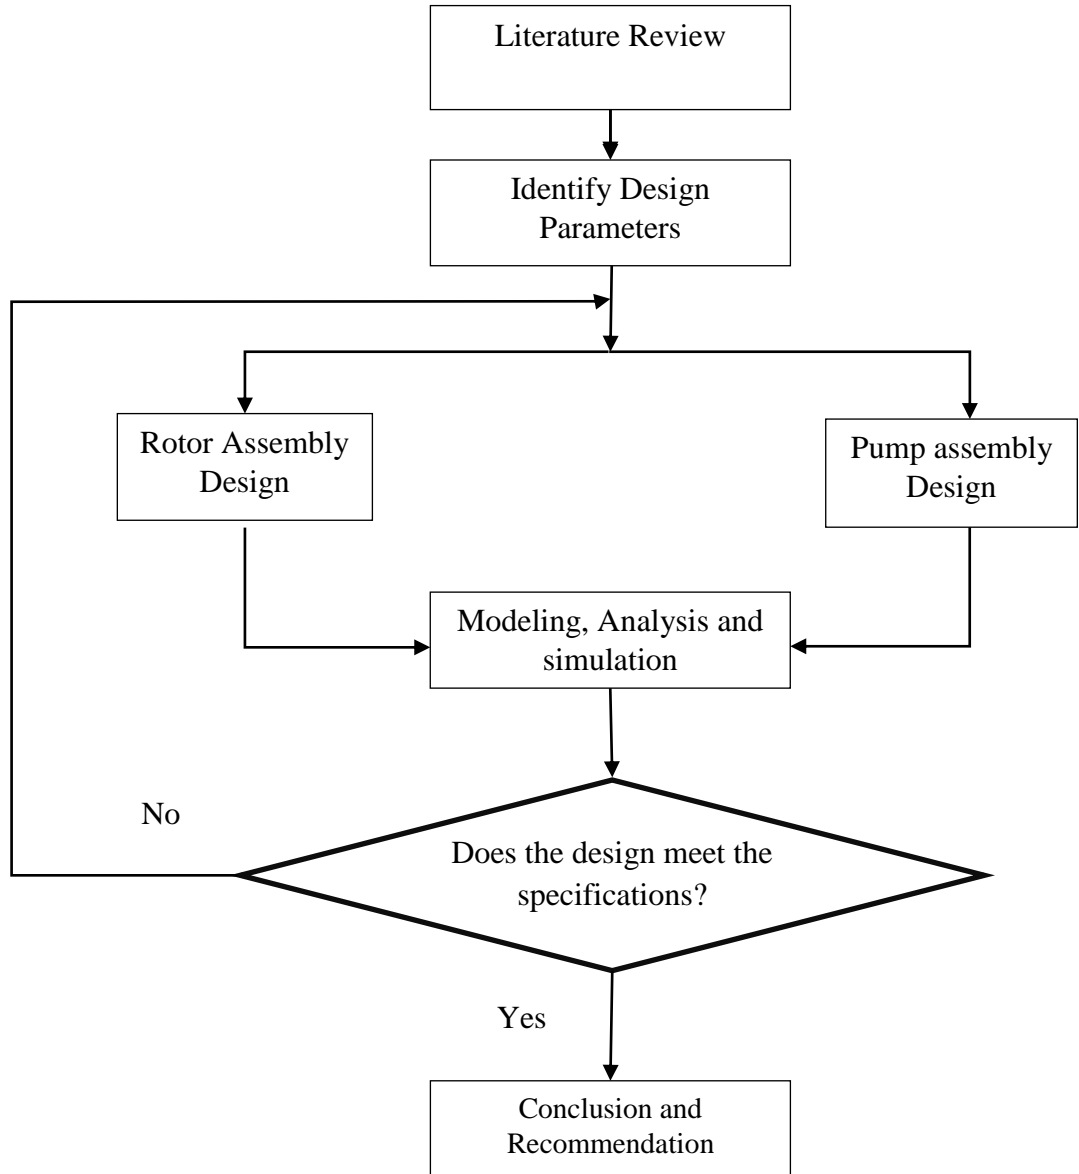 Literature Review
Identify Design
Parameters
Rotor Assembly
Design
Pump assembly
Design
Modeling, Analysis and
simulation
No
Does the design meet the
specifications?
Yes
Conclusion and
Recommendation